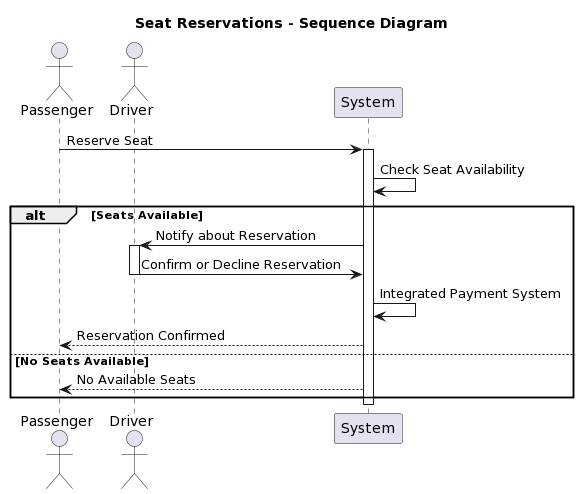 Seat Reservations - Sequence Diagram
Passenger Driver System
Reserve Seat
Check Seat Availability
alt [Seats Available]
Notify about Reservation
Confirm or Decline Reservation
Integrated Payment System
Reservation Confirmed
[No Seats Available]
No Available Seats
Passenger Driver System